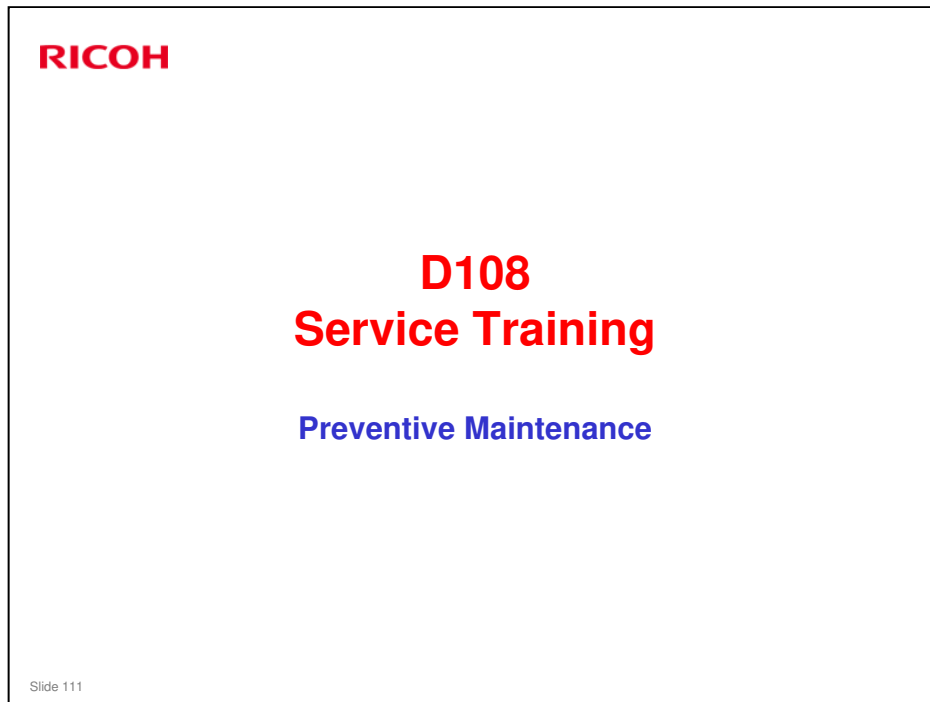 RICOH
D108
Service Training
Preventive Maintenance
Slide 111